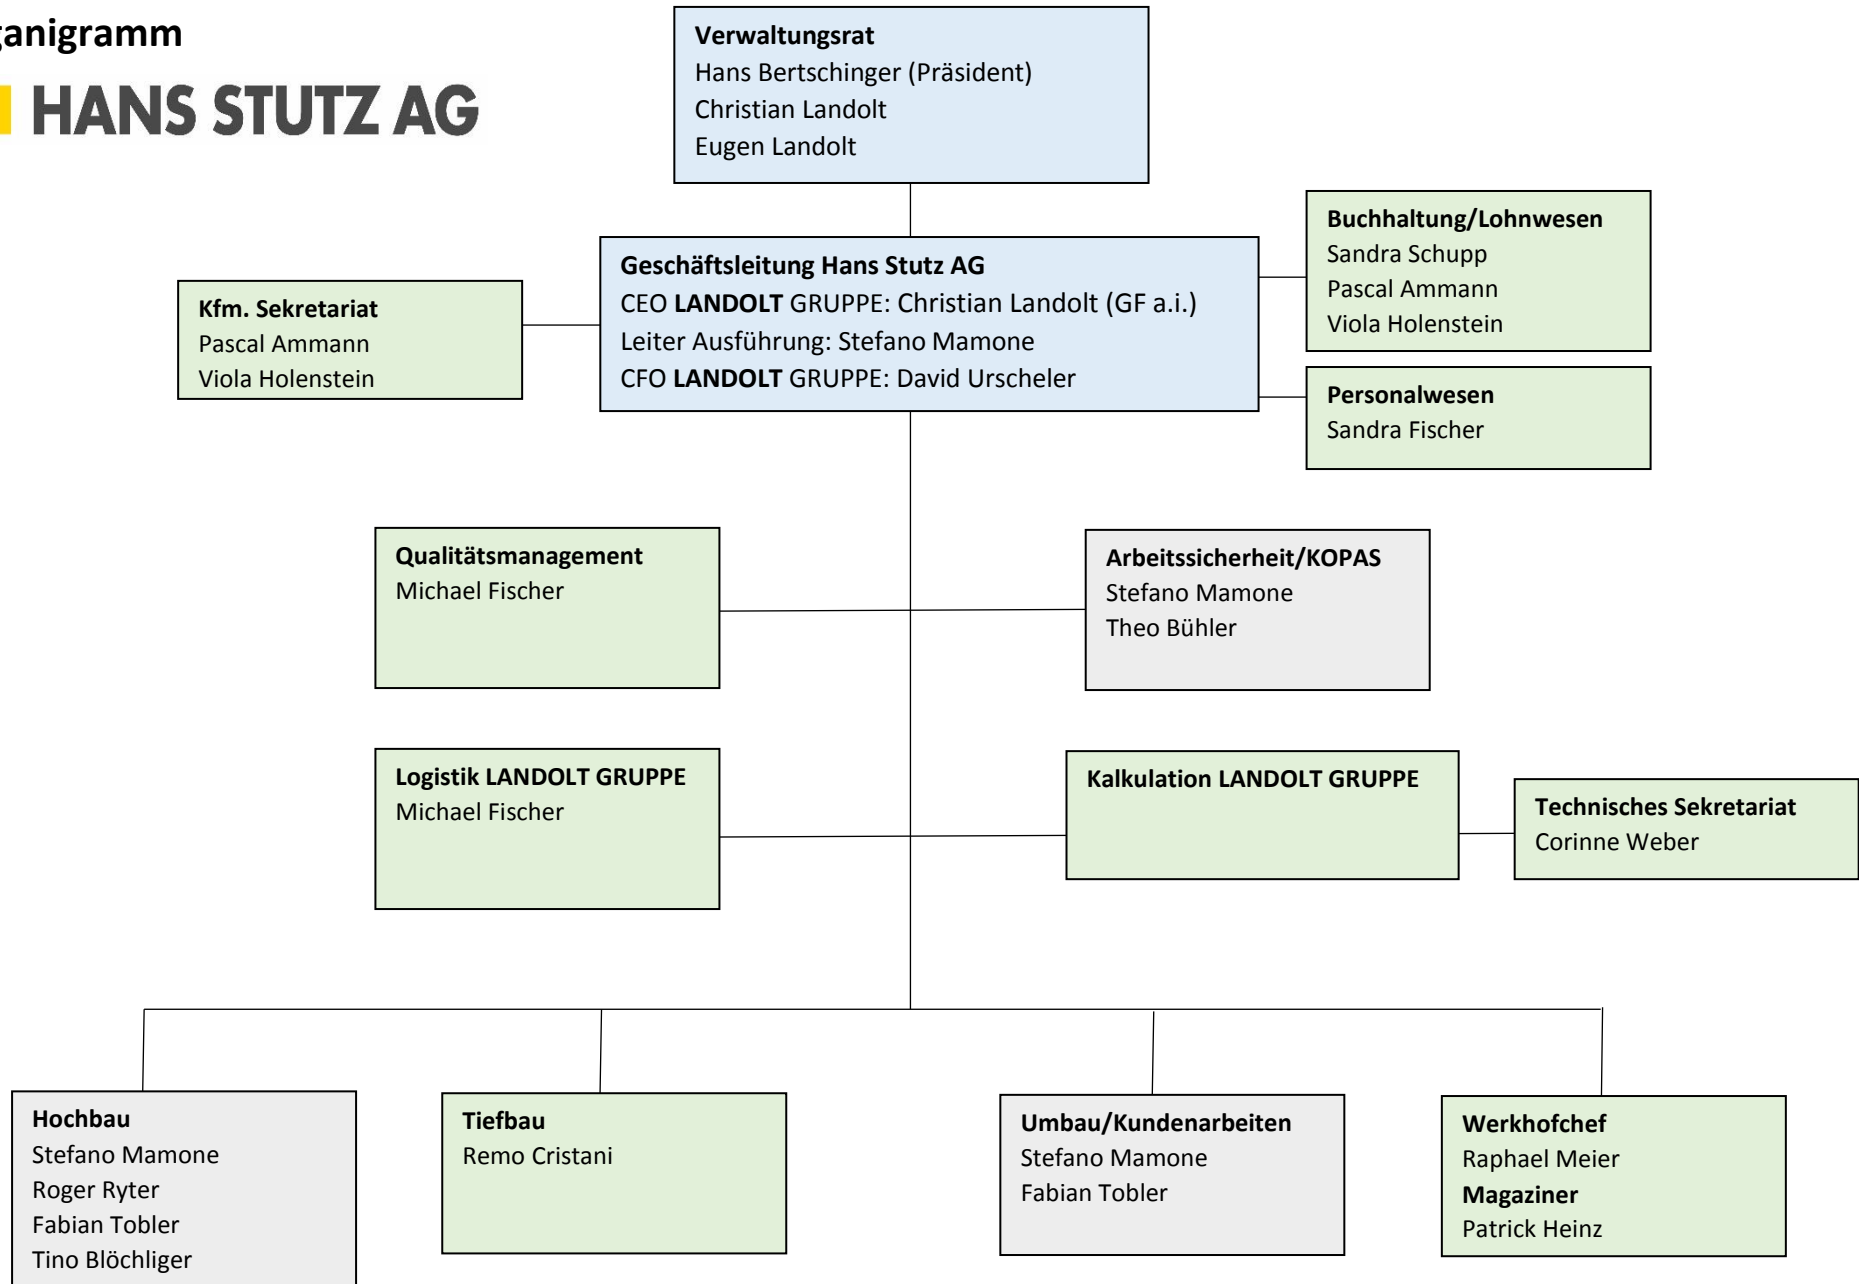 ganigramm
HANS STUTZ AG
Verwaltungsrat
Hans Bertschinger (Präsident)
Christian Landolt
Eugen Landolt
Buchhaltung/Lohnwesen
Sandra Schupp
Pascal Ammann
Viola Holenstein
Geschäftsleitung Hans Stutz AG
CEO LANDOLT GRUPPE: Christian Landolt (GF a.i.)
Leiter Ausführung: Stefano Mamone
CFO LANDOLT GRUPPE: David Urscheler
Kfm. Sekretariat
Pascal Ammann
Viola Holenstein
Personalwesen
Sandra Fischer
Qualitätsmanagement
Michael Fischer
Arbeitssicherheit/KOPAS
Stefano Mamone
Theo Bühler
Logistik LANDOLT GRUPPE
Michael Fischer
Kalkulation LANDOLT GRUPPE
Technisches Sekretariat
Corinne Weber
Hochbau
Stefano Mamone
Roger Ryter
Fabian Tobler
Tino Blöchliger
Tiefbau
Remo Cristani
Umbau/Kundenarbeiten
Stefano Mamone
Fabian Tobler
Werkhofchef
Raphael Meier
Magaziner
Patrick Heinz